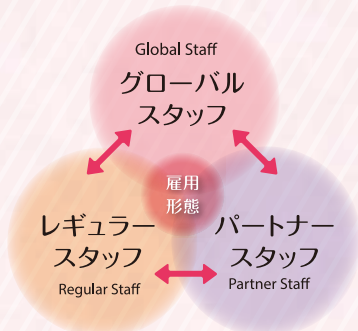 Global Staff
グローバル
スタッフ
雇用
形態
レギュラー
スタッフ
Regular Staff
パートナー
スタッフ
Partner Staff